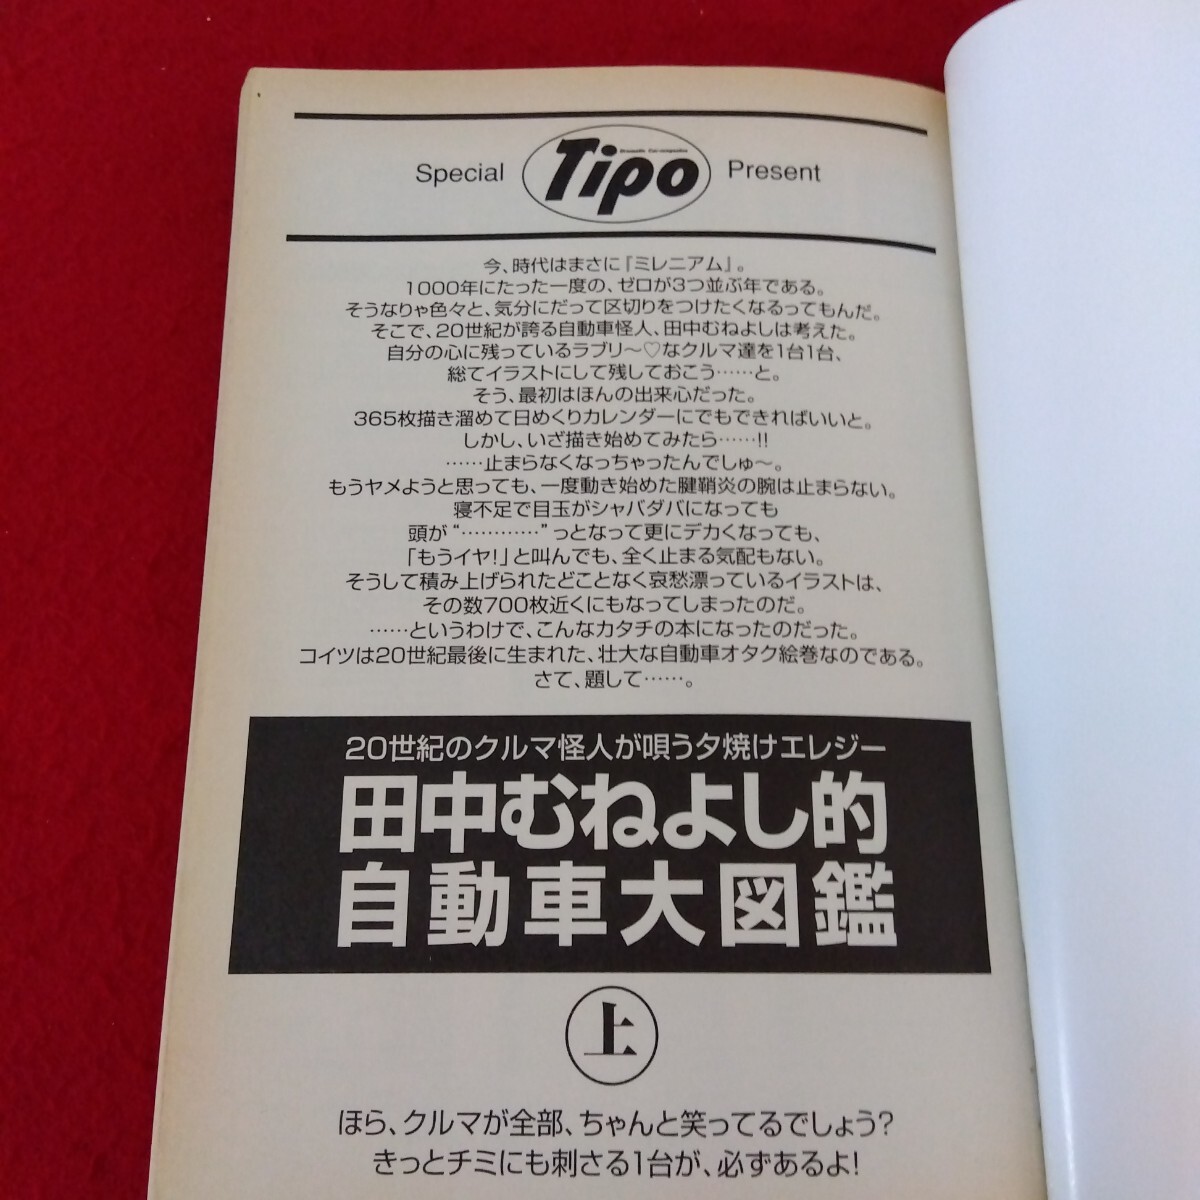 Special Tipo Present
今、時代はまさに『ミレニアム』。
1000年にたった一度の、ゼロが3つ並ぶ年である。
そうなりゃ色々と、気分にだって区切りをつけたくなるってもんだ。
そこで、20世紀が誇る自動車怪人、田中むねよしは考えた。
自分の心に残っているラブリ〜♡なクルマ達を1台1台、
総てイラストにして残しておこう……と。
そう、最初はほんの出来心だった。
365枚描き溜めて日めくりカレンダーにでもできればいいと。
しかし、いざ描き始めてみたら……!!
……止まらなくなっちゃったんでしゅ〜。
もうヤメようと思っても、一度動き始めた腱鞘炎の腕は止まらない。
寝不足で目玉がシャバダバになっても
頭が“…………”っとなって更にデカくなっても、
「もうイヤ!」と叫んでも、全く止まる気配もない。
そうして積み上げられたどことなく哀愁漂っているイラストは、
その数700枚近くにもなってしまったのだ。
……というわけで、こんなカタチの本になったのだった。
コイツは20世紀最後に生まれた、壮大な自動車オタク絵巻なのである。
さて、題して……。
20世紀のクルマ怪人が唄う夕焼けエレジー
田中むねよし的
自動車大図鑑
上
ほら、クルマが全部、ちゃんと笑ってるでしょう?
きっとチミにも刺さる1台が、必ずあるよ!